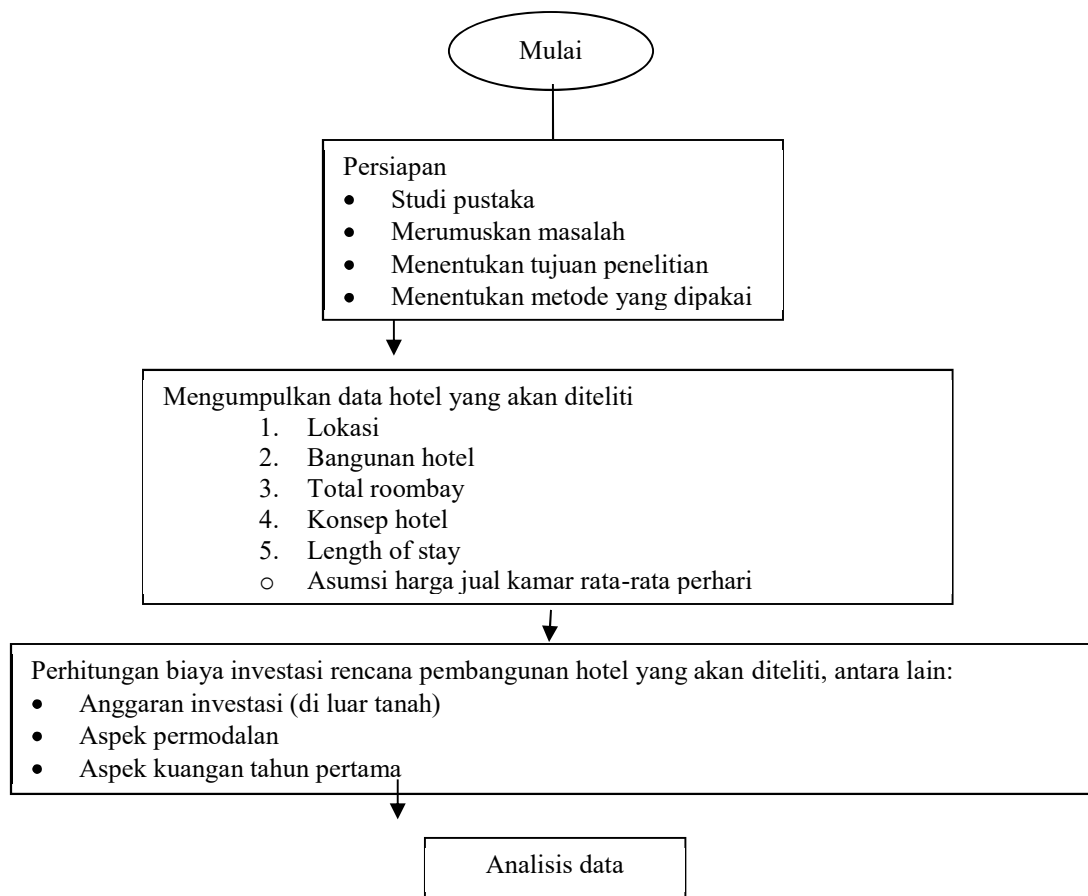 Mulai
Persiapan
• Studi pustaka
• Merumuskan masalah
• Menentukan tujuan penelitian
• Menentukan metode yang dipakai
Mengumpulkan data hotel yang akan diteliti
1. Lokasi
2. Bangunan hotel
3. Total roombay
4. Konsep hotel
5. Length of stay
o Asumsi harga jual kamar rata-rata perhari
Perhitungan biaya investasi rencana pembangunan hotel yang akan diteliti, antara lain:
• Anggaran investasi (di luar tanah)
• Aspek permodalan
• Aspek kuangan tahun pertama
Analisis data